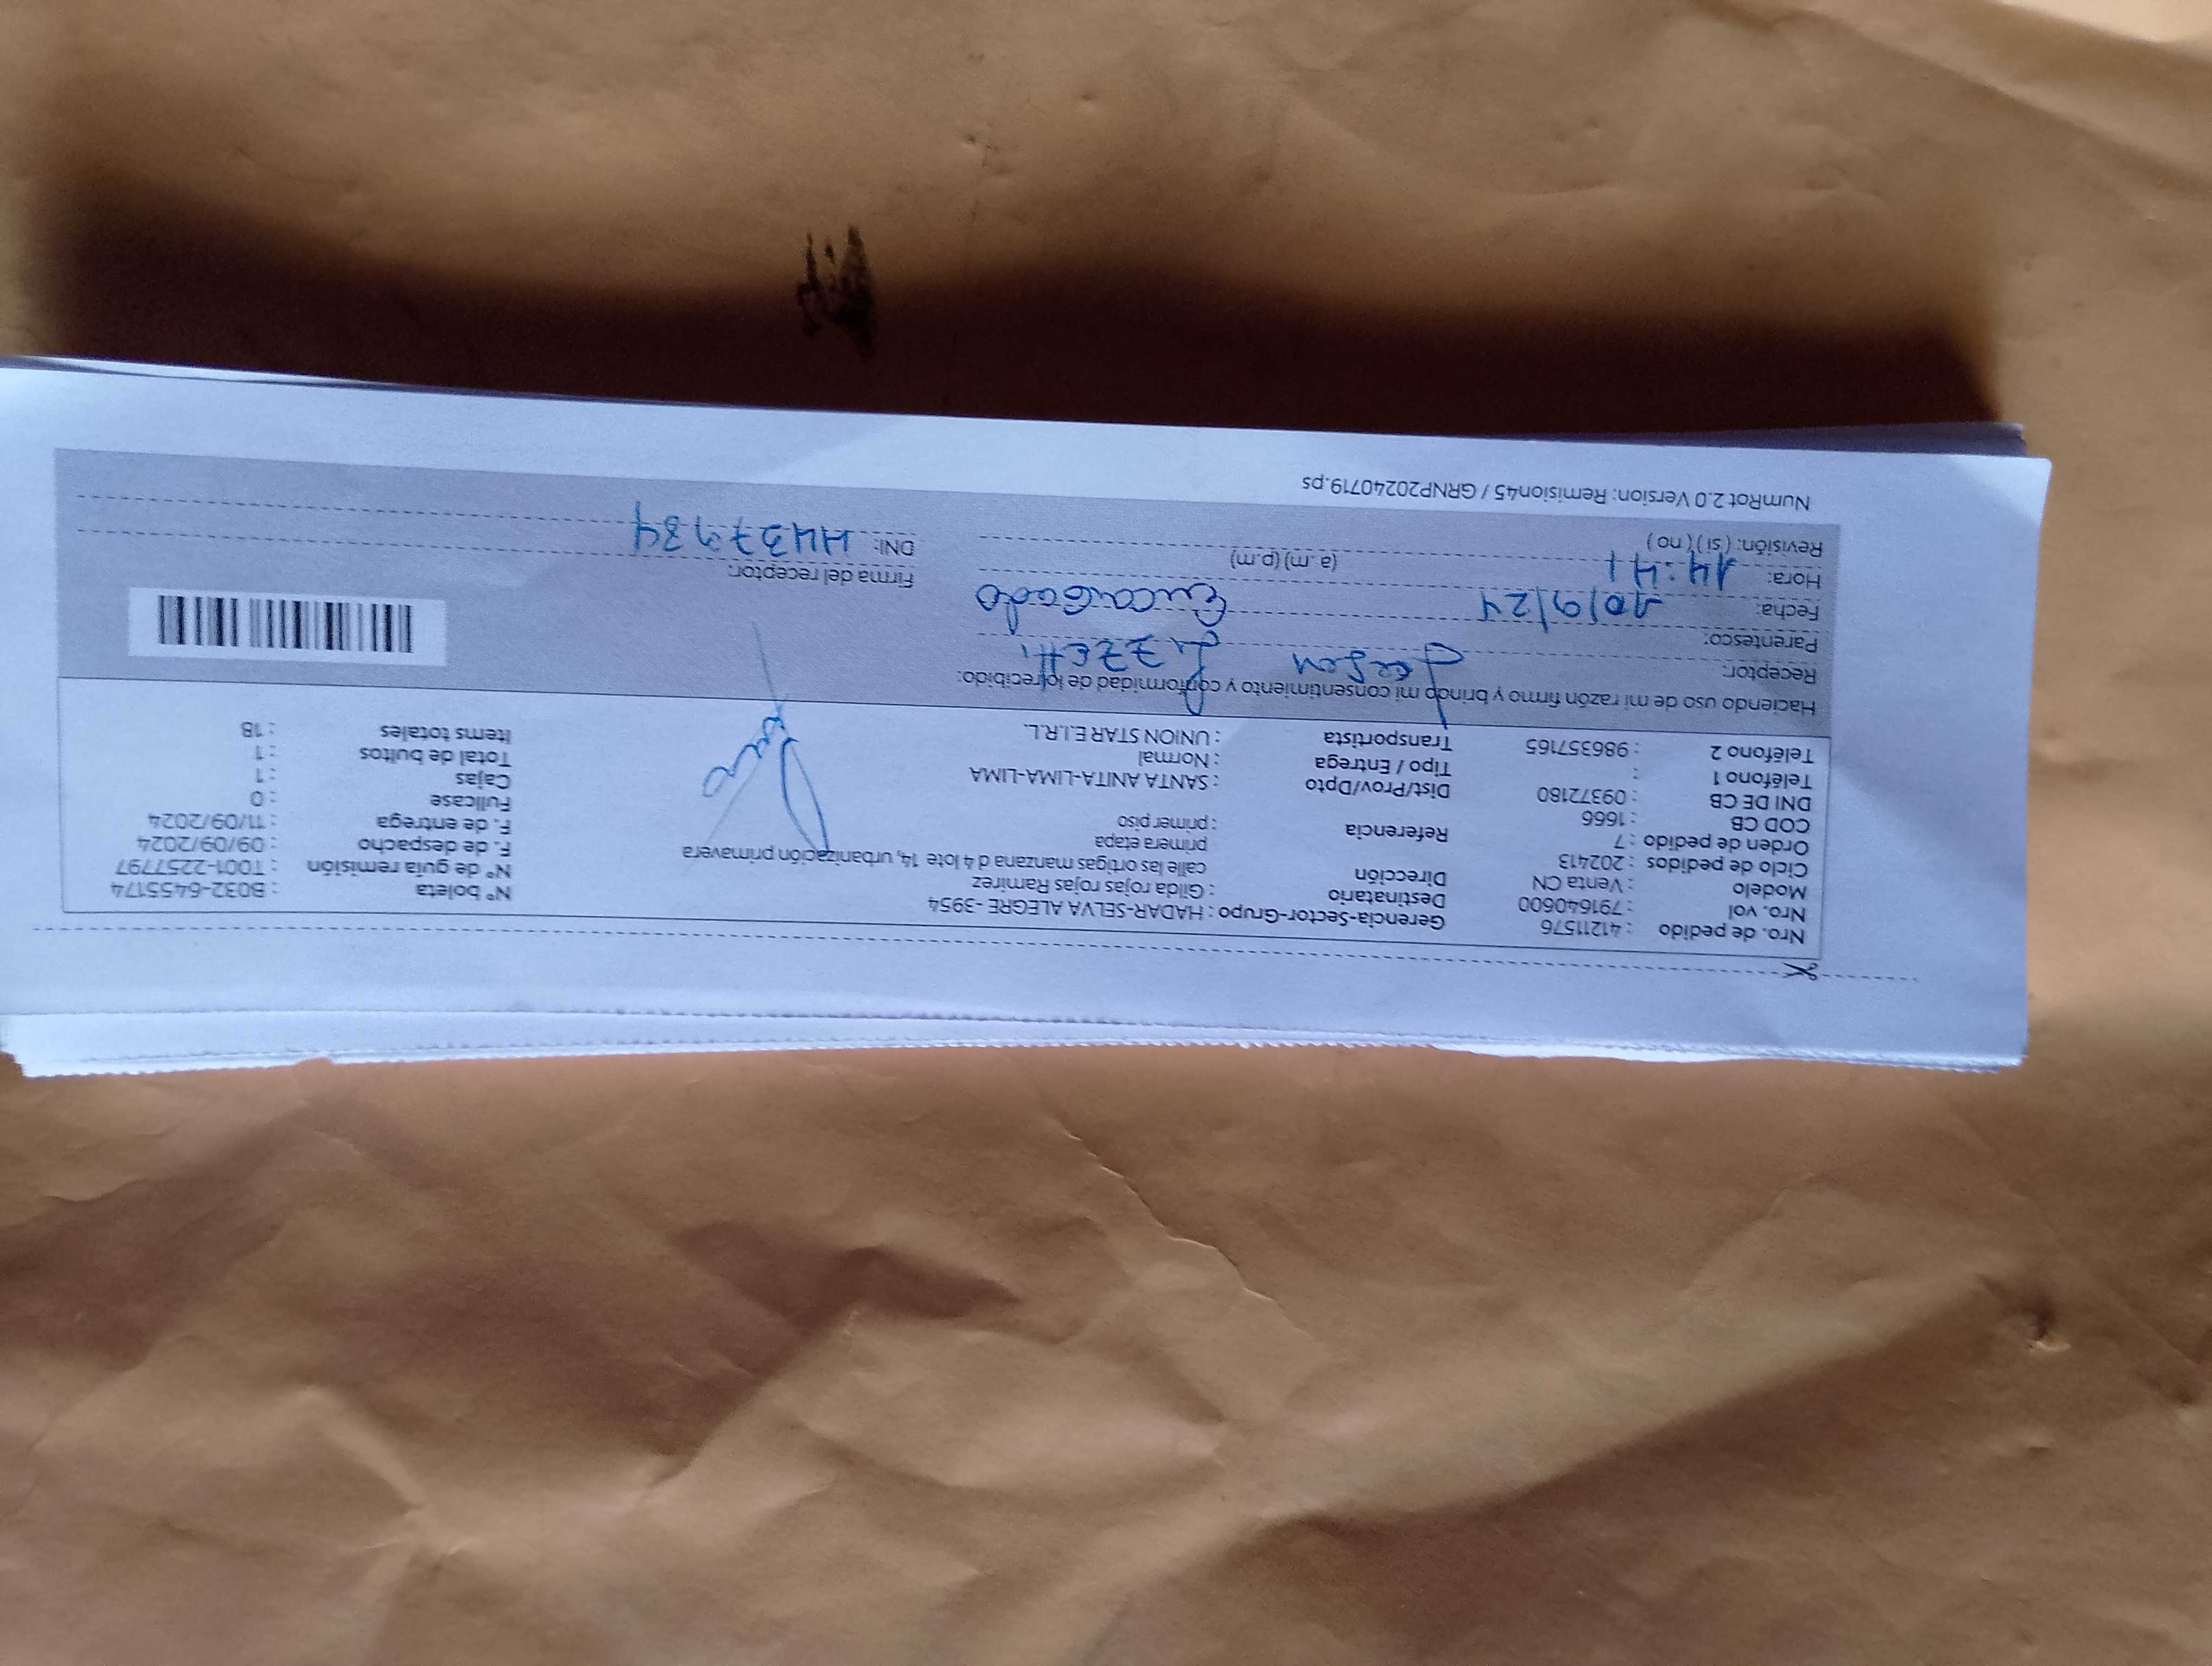 Nro. de pedido : 41211576
Nro. vol : 791640600
Modelo : Venta CN
Ciclo de pedidos : 202413
Orden de pedido : 7
COD CB : 1666
DNI DE CB : 09372180
Teléfono 1 :
Teléfono 2 : 986357165
Gerencia-Sector-Grupo : HADAR-SELVA ALEGRE -3954
Destinatario : Gilda rojas rojas Ramirez
Dirección calle las ortigas manzana d 4 lote 14, urbanización primavera
primera etapa
Referencia : primer piso
Dist/Prov/Dpto : SANTA ANITA-LIMA-LIMA
Tipo / Entrega : Normal
Transportista : UNION STAR E.I.R.L.
N° boleta : B032-6455174
N° de guía remisión : T001-2257797
F. de despacho : 09/09/2024
F. de entrega : 11/09/2024
Fullcase : 0
Cajas : 1
Total de bultos : 1
Items totales : 18
Haciendo uso de mi razón firmo y brindo mi consentimiento y conformidad de lo recibido:
Receptor:
Parentesco: Encargado
Fecha: 10/9/24
Hora: 14:41 (a.m) (p.m)
Revisión: (si) (no)
Firma del receptor:
DNI:
NumRot 2.0 Version: Remision45 / GRNP20240719.ps